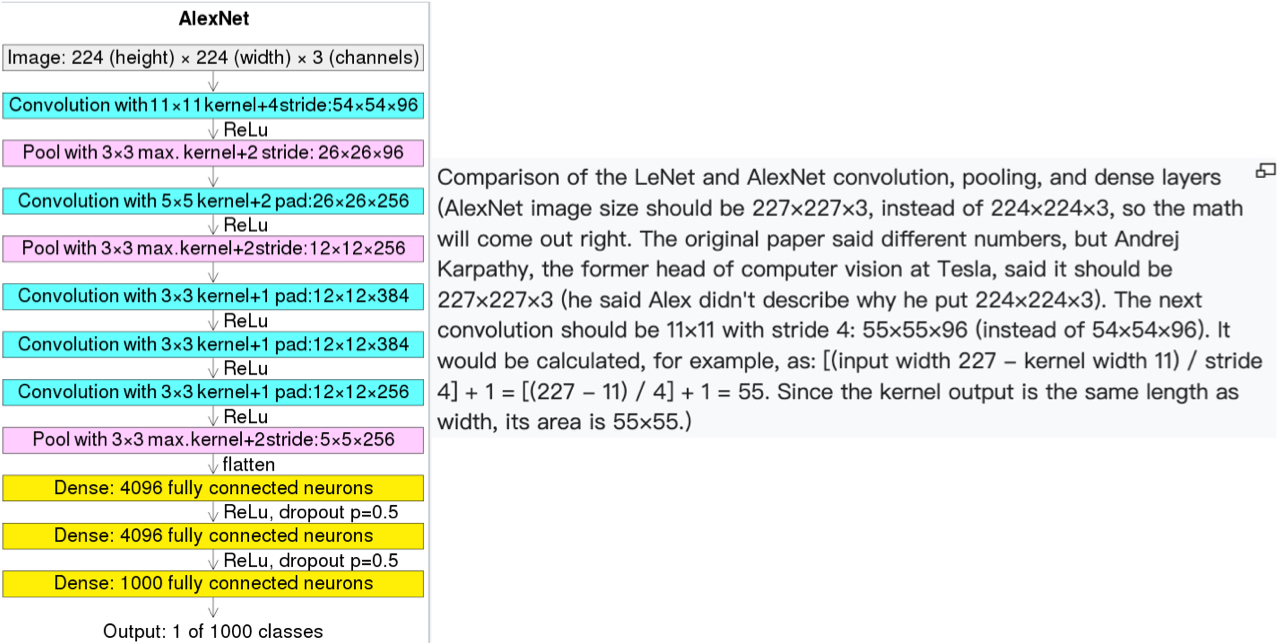 AlexNet
Image: 224 (height) × 224 (width) × 3 (channels)
Convolution with 11×11 kernel+4 stride:54×54×96
ReLu
Pool with 3×3 max. kernel+2 stride: 26×26×96
Convolution with 5×5 kernel+2 pad:26×26×256
ReLu
Pool with 3×3 max.kernel+2stride:12×12×256
Convolution with 3×3 kernel+1 pad:12×12×384
ReLu
Convolution with 3×3 kernel+1 pad:12×12×384
ReLu
Convolution with 3×3 kernel+1 pad:12×12×256
ReLu
Pool with 3×3 max.kernel+2stride:5×5×256
flatten
Dense: 4096 fully connected neurons
ReLu, dropout p=0.5
Dense: 4096 fully connected neurons
ReLu, dropout p=0.5
Dense: 1000 fully connected neurons
Output: 1 of 1000 classes
Comparison of the LeNet and AlexNet convolution, pooling, and dense layers
(AlexNet image size should be 227×227×3, instead of 224×224×3, so the math
will come out right. The original paper said different numbers, but Andrej
Karpathy, the former head of computer vision at Tesla, said it should be
227×227×3 (he said Alex didn't describe why he put 224×224×3). The next
convolution should be 11×11 with stride 4: 55×55×96 (instead of 54×54×96). It
would be calculated, for example, as: [(input width 227 – kernel width 11) / stride
4] + 1 = [(227 – 11) / 4] + 1 = 55. Since the kernel output is the same length as
width, its area is 55×55.)